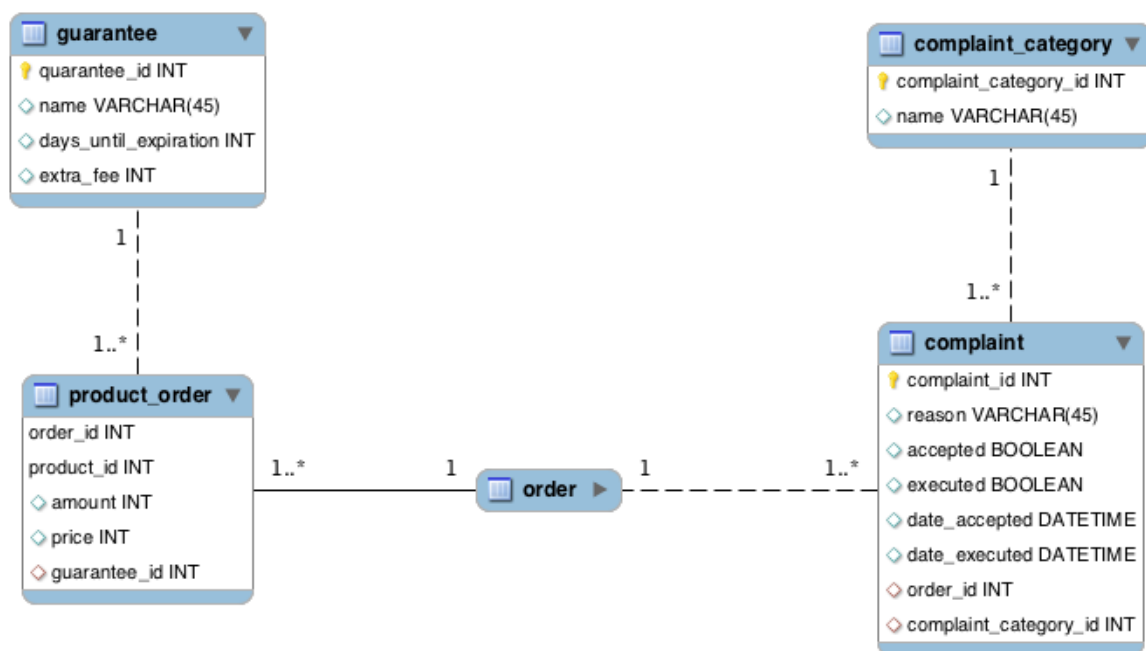 guarantee
quarantee_id INT
name VARCHAR(45)
days_until_expiration INT
extra_fee INT
1
1..*
product_order
order_id INT
product_id INT
amount INT
price INT
guarantee_id INT
1..*
1
order
1
1..*
complaint_category
complaint_category_id INT
name VARCHAR(45)
1
1..*
complaint
complaint_id INT
reason VARCHAR(45)
accepted BOOLEAN
executed BOOLEAN
date_accepted DATETIME
date_executed DATETIME
order_id INT
complaint_category_id INT